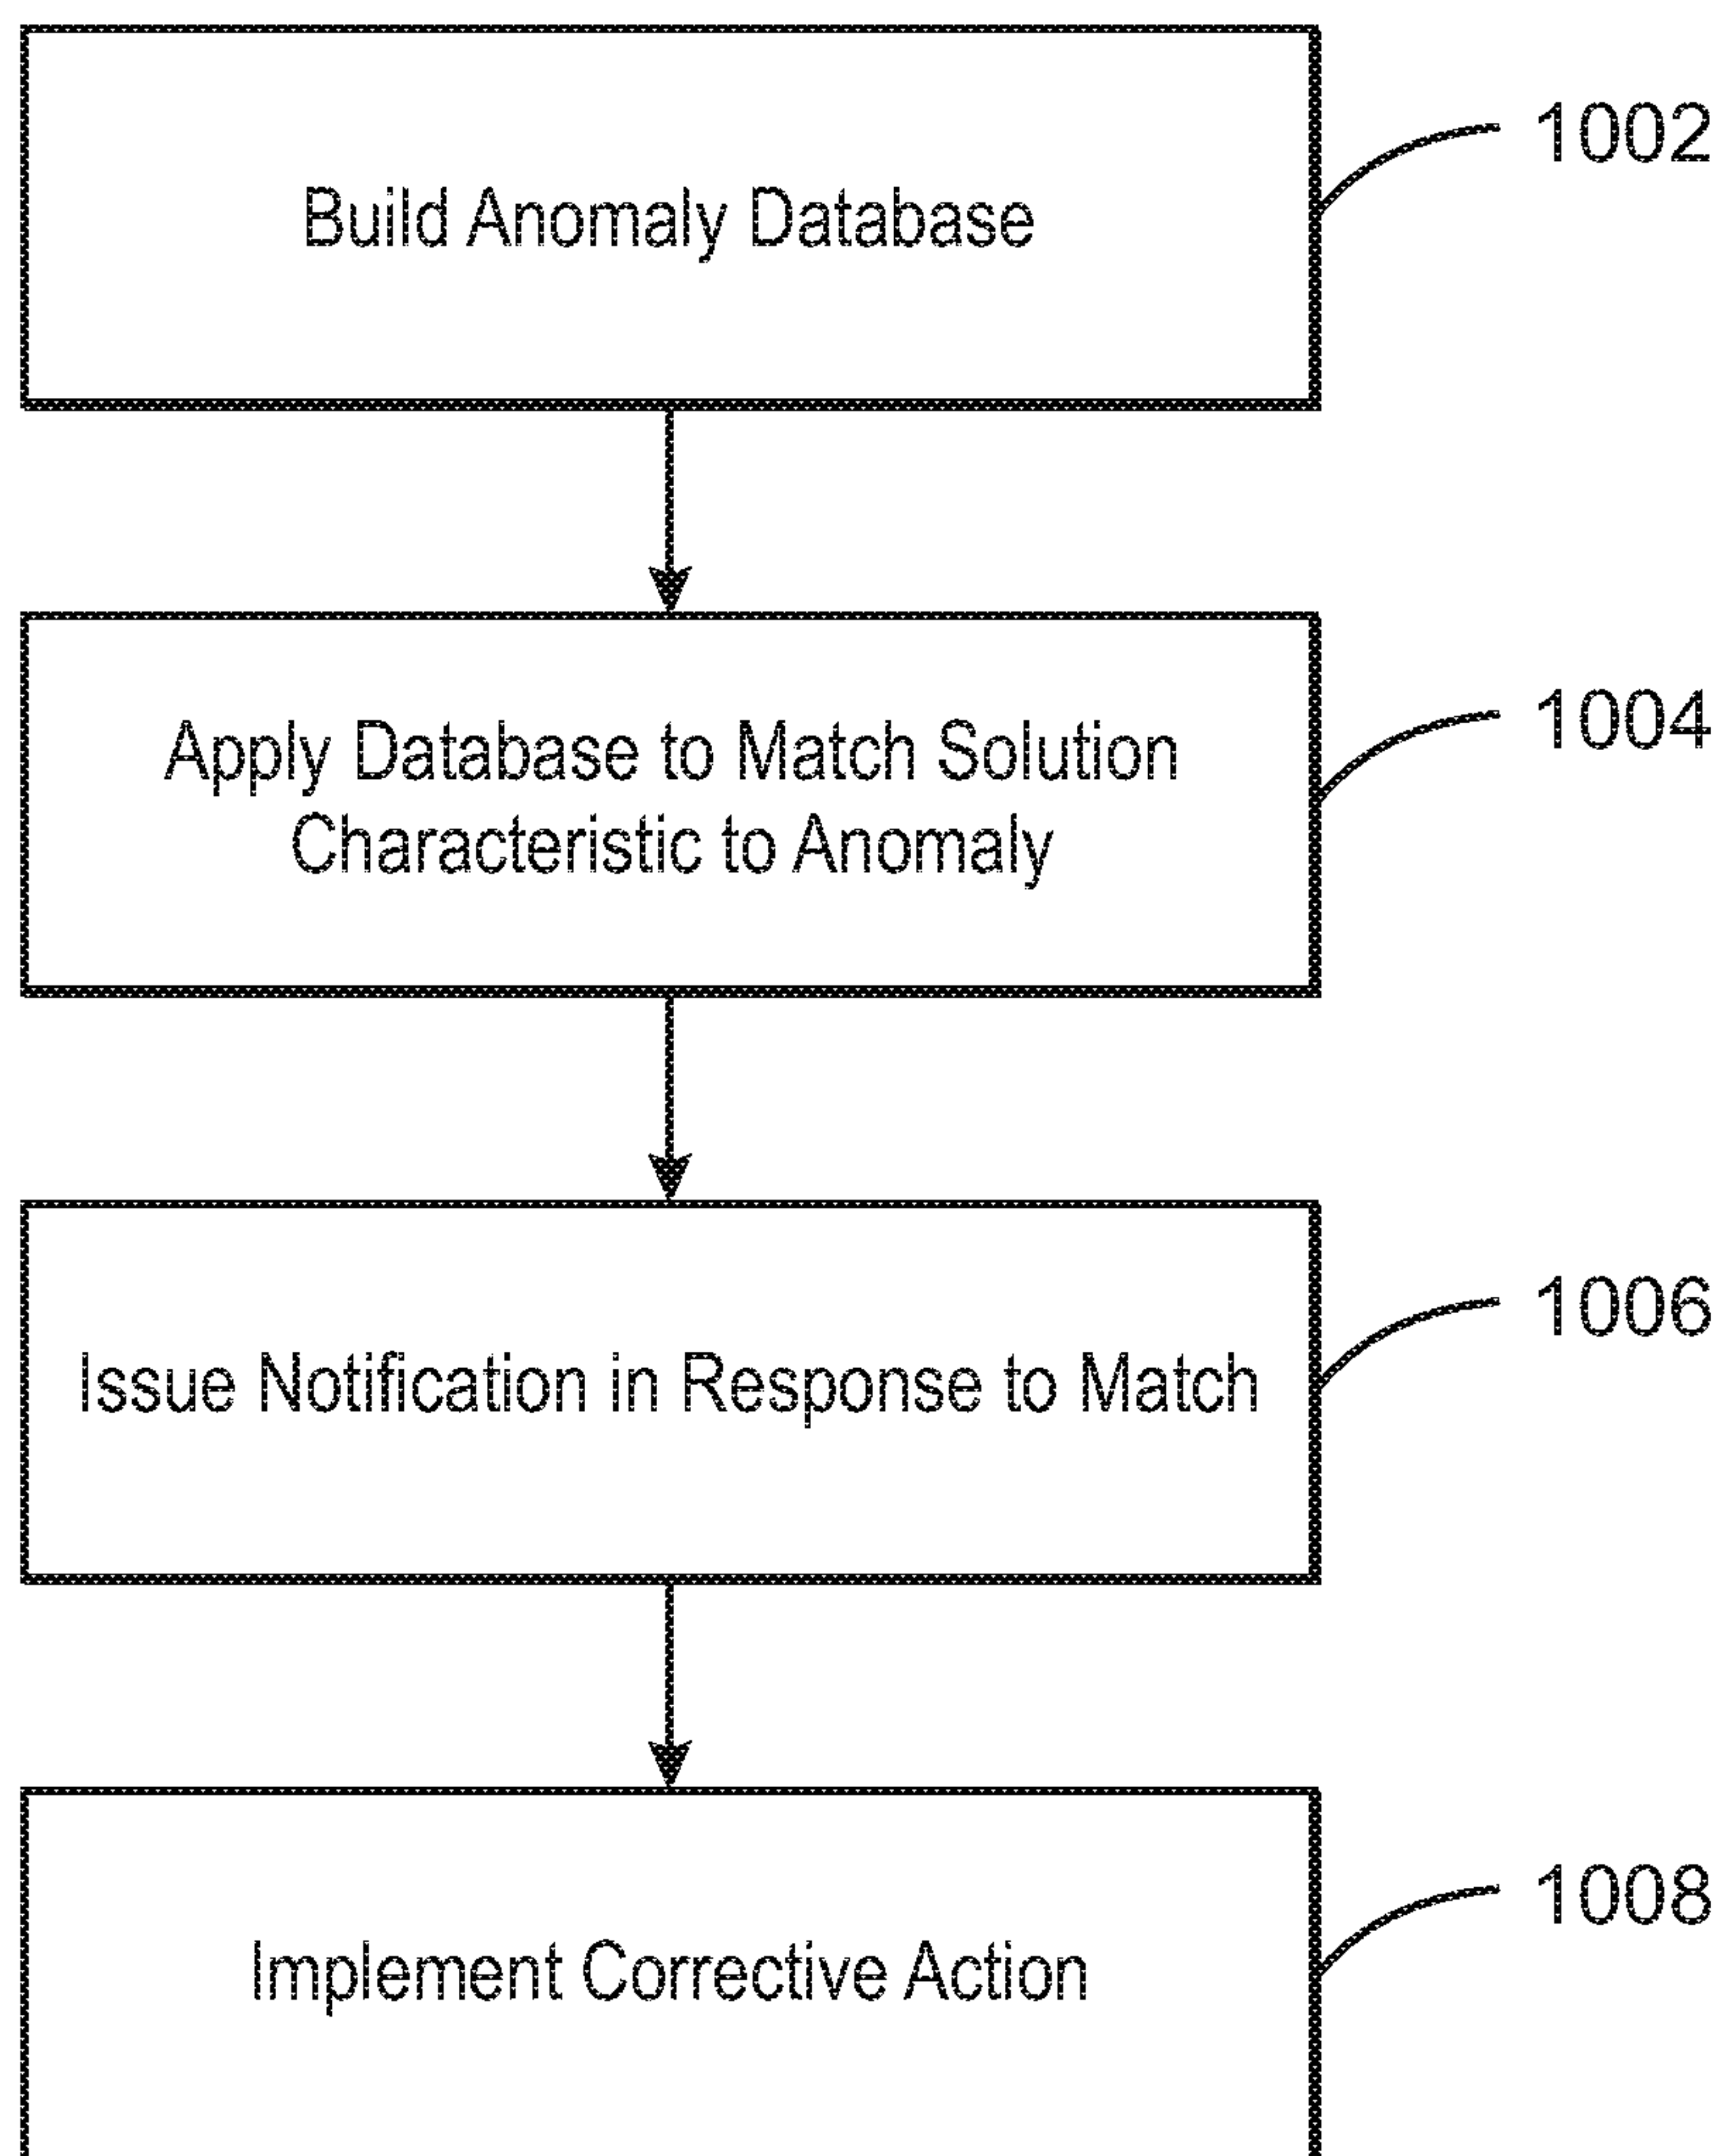 Build Anomaly Database
1002
Apply Database to Match Solution
Characteristic to Anomaly
1004
Issue Notification in Response to Match
1006
Implement Corrective Action
1008